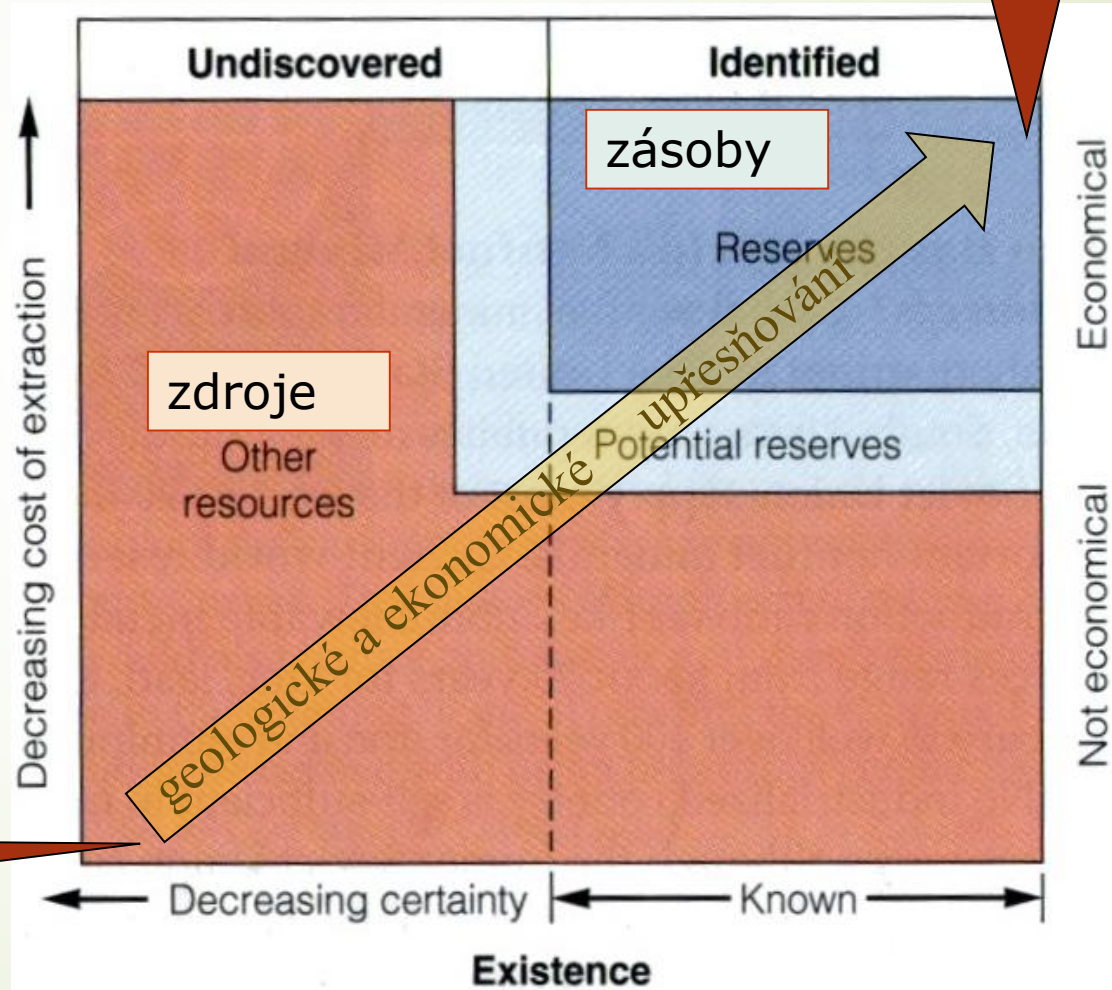 Undiscovered
Identified
zásoby
Reserves
zdroje
Other
resources
Potential reserves
geologické a ekonomické upřesňování
Decreasing cost of extraction
Economical
Not economical
Decreasing certainty
Known
Existence